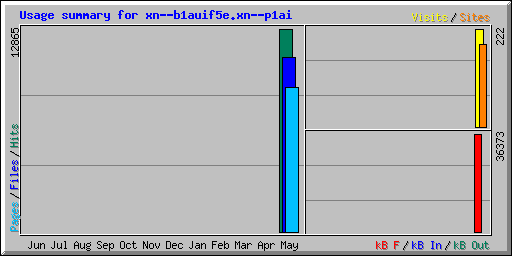 Usage summary for xn--b1auif5e.xn--p1ai
Visits / Sites
12865
222
Pages / Files / Hits
36373
Jun Jul Aug Sep Oct Nov Dec Jan Feb Mar Apr May
kB F / kB In / kB Out